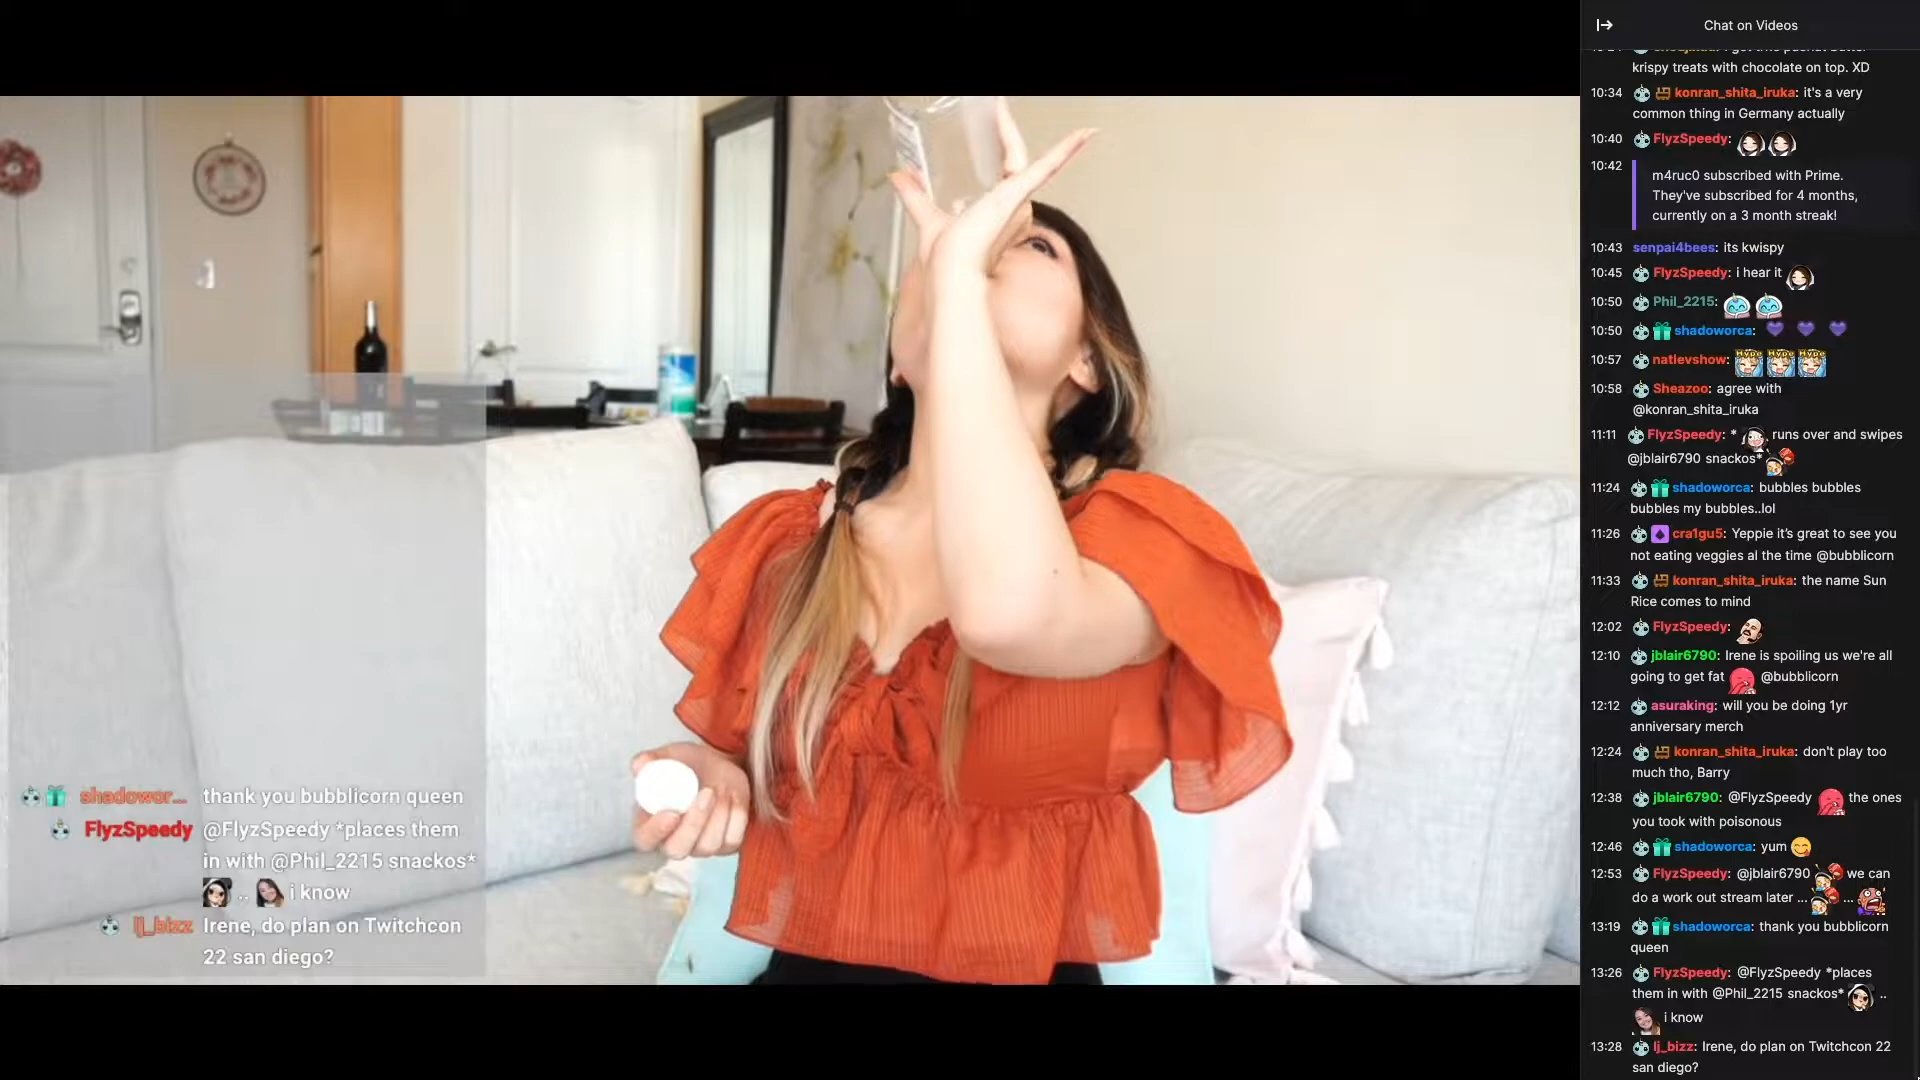 Chat on Videos
krispy treats with chocolate on top. XD
10:34 konran_shita_iruka: it's a very
common thing in Germany actually
10:40 FlyzSpeedy:
10:42
m4ruc0 subscribed with Prime.
They've subscribed for 4 months,
currently on a 3 month streak!
10:43 senpai4bees: its kwispy
10:45 FlyzSpeedy: i hear it
10:50 Phil_2215:
10:50 shadoworca:
10:57 natlevshow:
10:58 Sheazoo: agree with
@konran_shita_iruka
11:11 FlyzSpeedy: * runs over and swipes
@jblair6790 snackos*
11:24 shadoworca: bubbles bubbles
bubbles my bubbles..lol
11:26 cra1gu5: Yeppie it's great to see you
not eating veggies al the time @bubblicorn
11:33 konran_shita_iruka: the name Sun
Rice comes to mind
12:02 FlyzSpeedy:
12:10 jblair6790: Irene is spoiling us we're all
going to get fat @bubblicorn
12:12 asuraking: will you be doing 1yr
anniversary merch
12:24 konran_shita_iruka: don't play too
much tho, Barry
12:38 jblair6790: @FlyzSpeedy the ones
you took with poisonous
12:46 shadoworca: yum
12:53 FlyzSpeedy: @jblair6790 we can
do a work out stream later ... ...
13:19 shadoworca: thank you bubblicorn
queen
13:26 FlyzSpeedy: @FlyzSpeedy *places
them in with @Phil_2215 snackos* ..
i know
13:28 lj_bizz: Irene, do plan on Twitchcon 22
san diego?
shadowor... thank you bubblicorn queen
FlyzSpeedy @FlyzSpeedy *places them
in with @Phil_2215 snackos*
.. i know
lj_bizz Irene, do plan on Twitchcon
22 san diego?